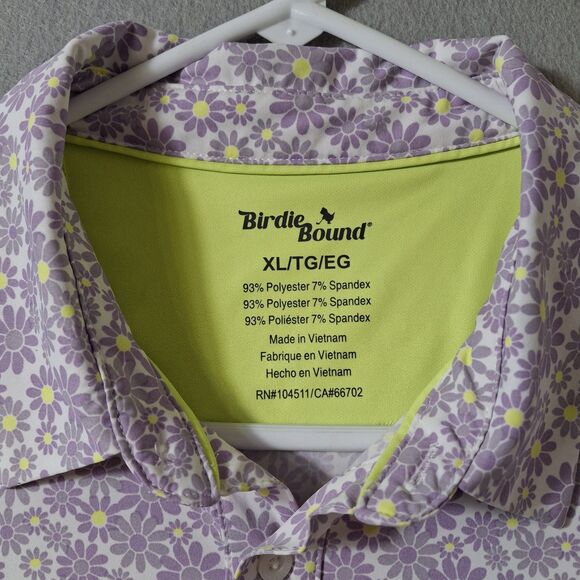 Birdie
Bound®
XL/TG/EG
93% Polyester 7% Spandex
93% Polyester 7% Spandex
93% Poliéster 7% Spandex
Made in Vietnam
Fabrique en Vietnam
Hecho en Vietnam
RN#104511/CA#66702